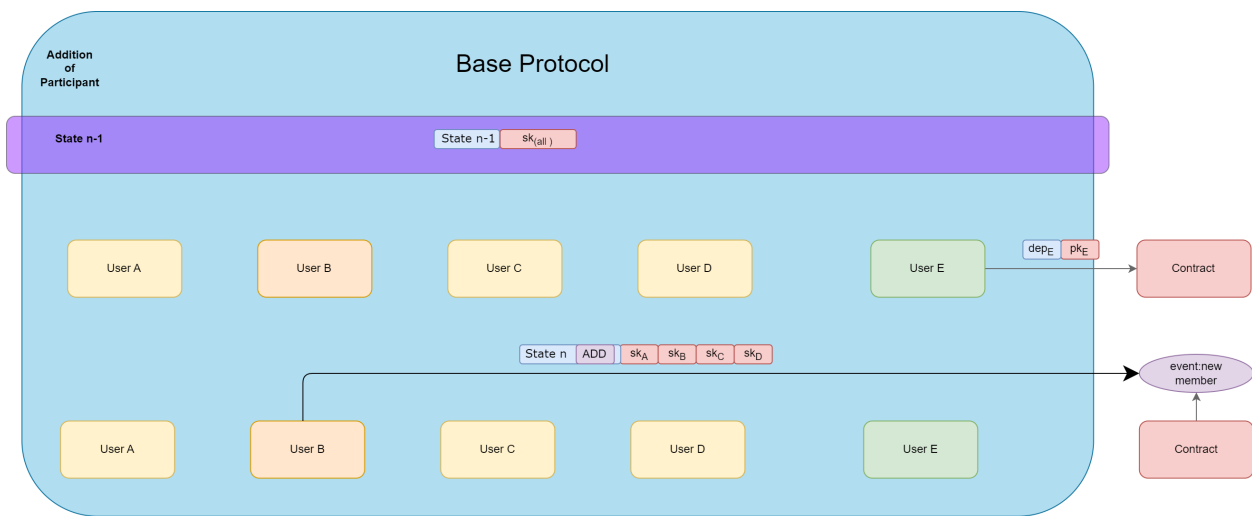 Addition
of
Participant
Base Protocol
State n-1
State n-1 sk(all )
User A
User B
User C
User D
User E
depE pkE
Contract
State n ADD skA skB skC skD
event:new
member
User A
User B
User C
User D
User E
Contract